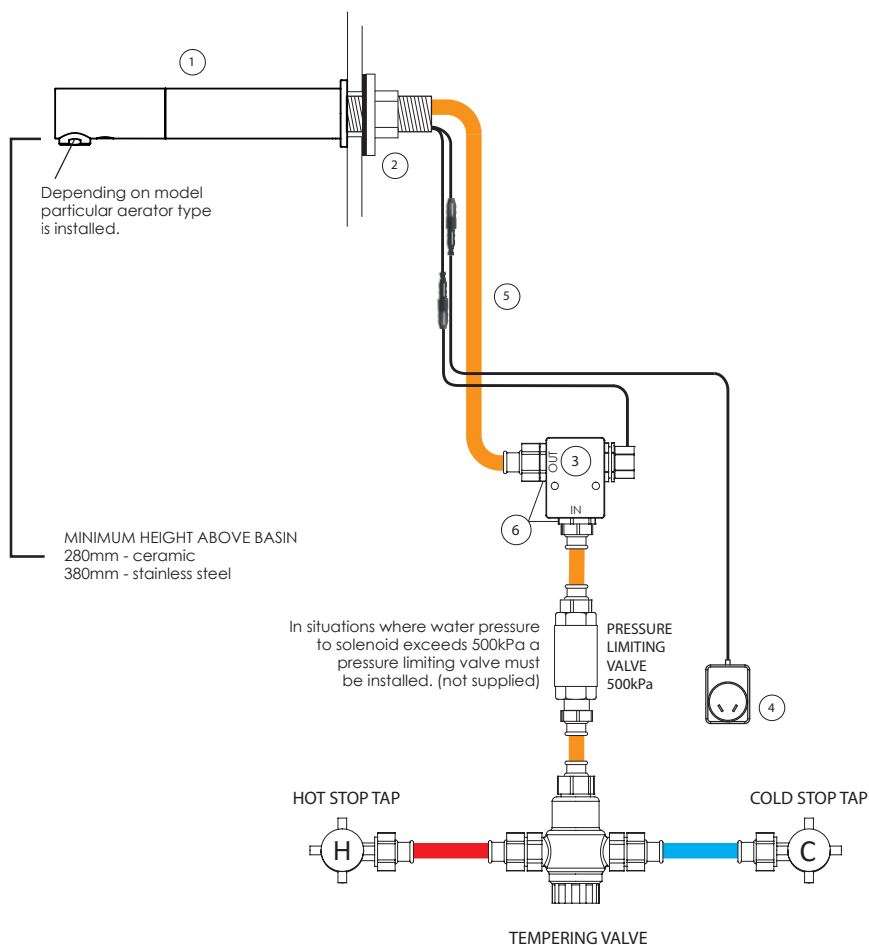 1
2
Depending on model
particular aerator type
is installed.
5
OUT
3
IN
6
MINIMUM HEIGHT ABOVE BASIN
280mm - ceramic
380mm - stainless steel
In situations where water pressure
to solenoid exceeds 500kPa a
pressure limiting valve must
be installed. (not supplied)
PRESSURE
LIMITING
VALVE
500kPa
4
HOT STOP TAP
COLD STOP TAP
H
C
TEMPERING VALVE